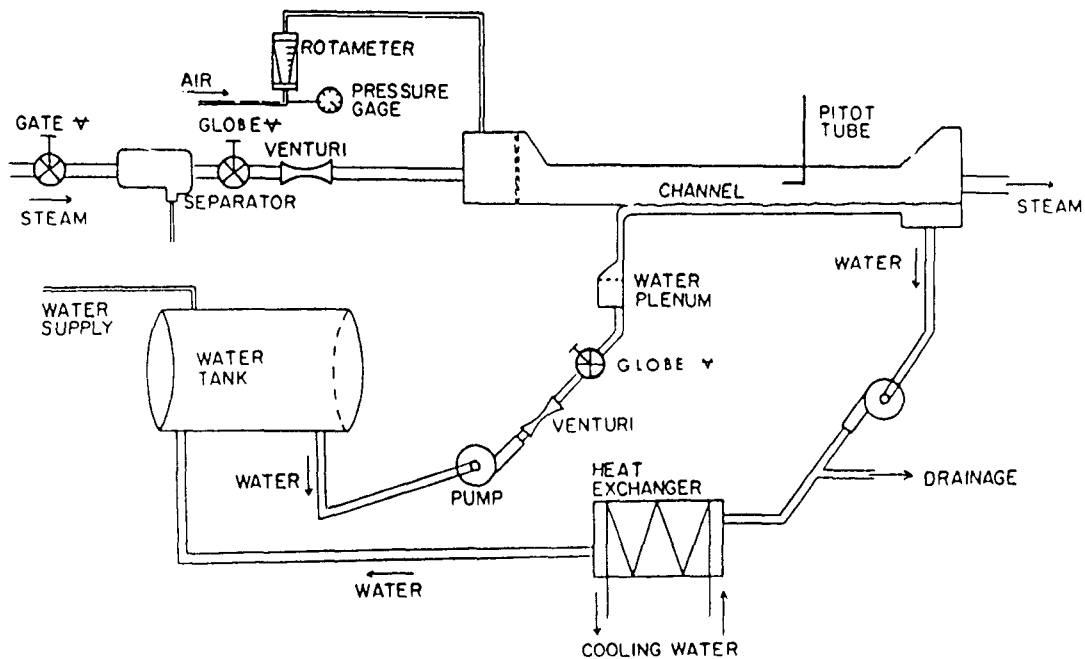 ROTAMETER
AIR
PRESSURE
GAGE
GATE ∀
GLOBE ∀
VENTURI
PITOT
TUBE
STEAM
SEPARATOR
CHANNEL
STEAM
WATER
PLENUM
WATER
WATER
SUPPLY
WATER
TANK
GLOBE ∀
VENTURI
WATER
PUMP
HEAT
EXCHANGER
DRAINAGE
WATER
COOLING WATER